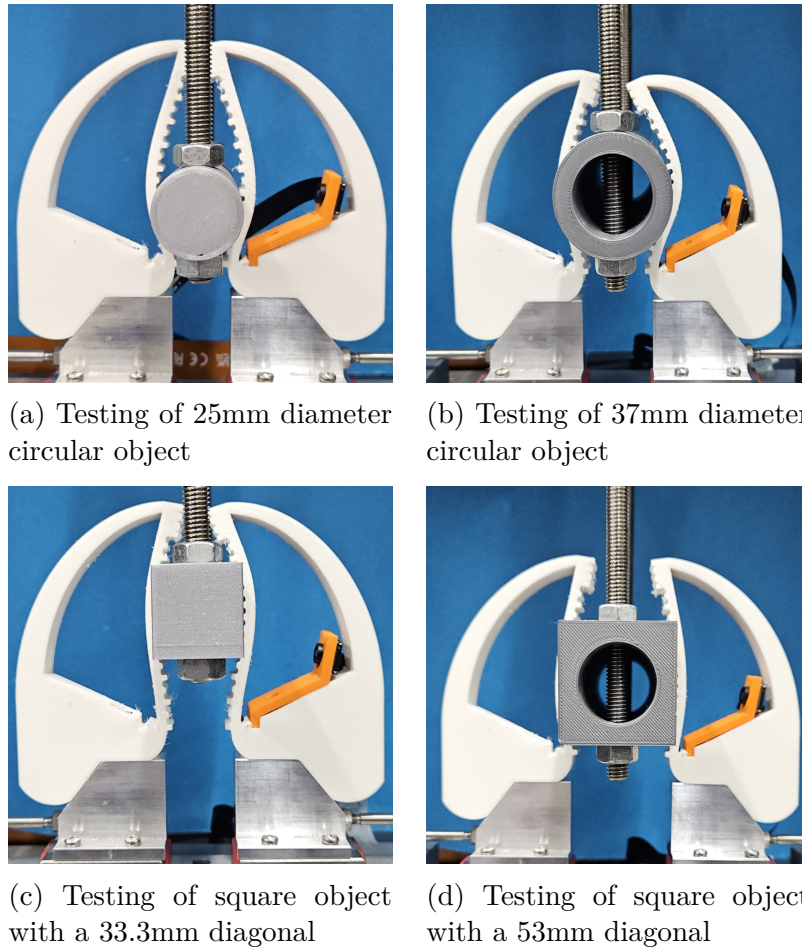 (a) Testing of 25mm diameter
circular object
(b) Testing of 37mm diameter
circular object
(c) Testing of square object
with a 33.3mm diagonal
(d) Testing of square object
with a 53mm diagonal